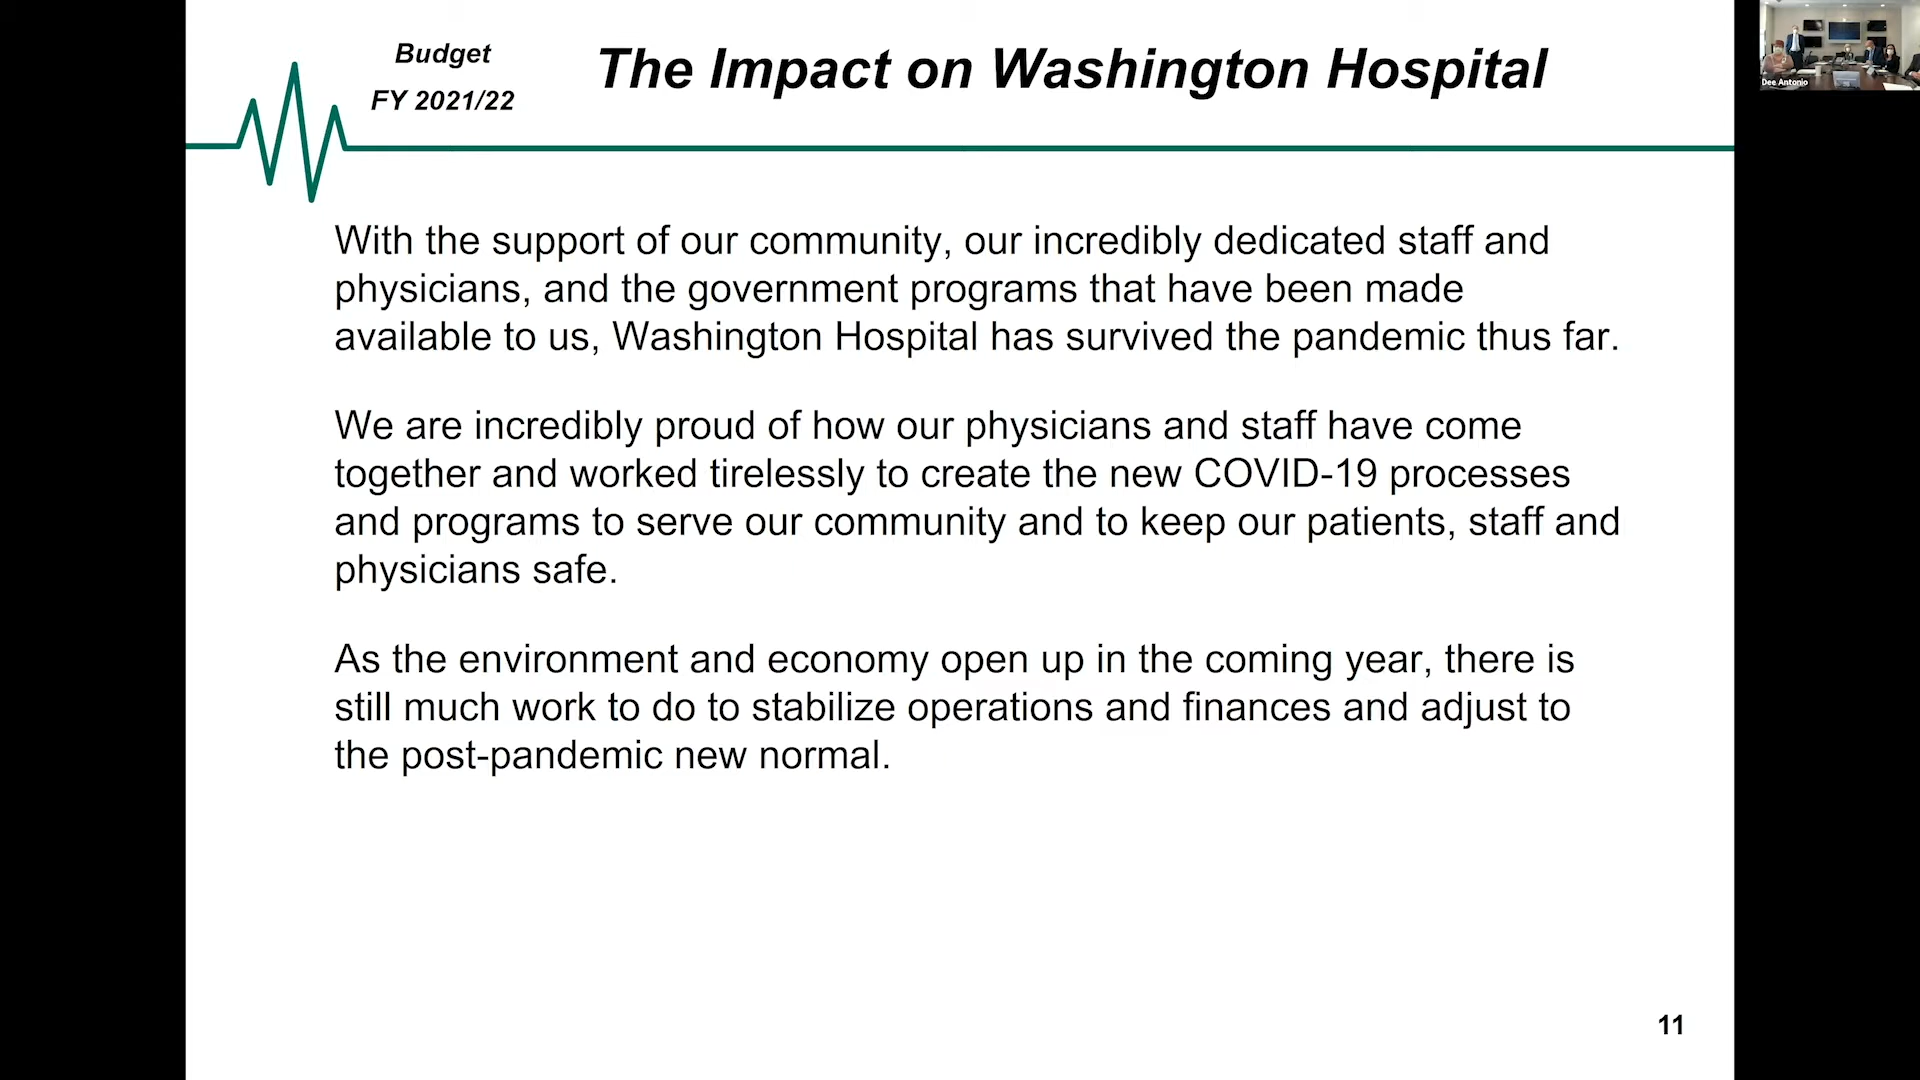 Budget
FY 2021/22
The Impact on Washington Hospital
With the support of our community, our incredibly dedicated staff and
physicians, and the government programs that have been made
available to us, Washington Hospital has survived the pandemic thus far.
We are incredibly proud of how our physicians and staff have come
together and worked tirelessly to create the new COVID-19 processes
and programs to serve our community and to keep our patients, staff and
physicians safe.
As the environment and economy open up in the coming year, there is
still much work to do to stabilize operations and finances and adjust to
the post-pandemic new normal.
11
Dee Antonio